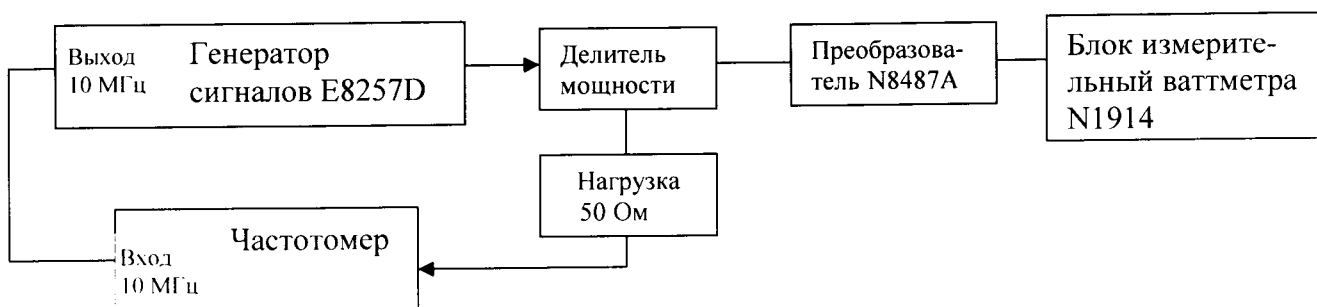 Выход
10 МГц
Генератор
сигналов E8257D
Делитель
мощности
Преобразова-
тель N8487A
Блок измерите-
льный ваттметра
N1914
Нагрузка
50 Ом
Частотомер
Вход
10 МГц